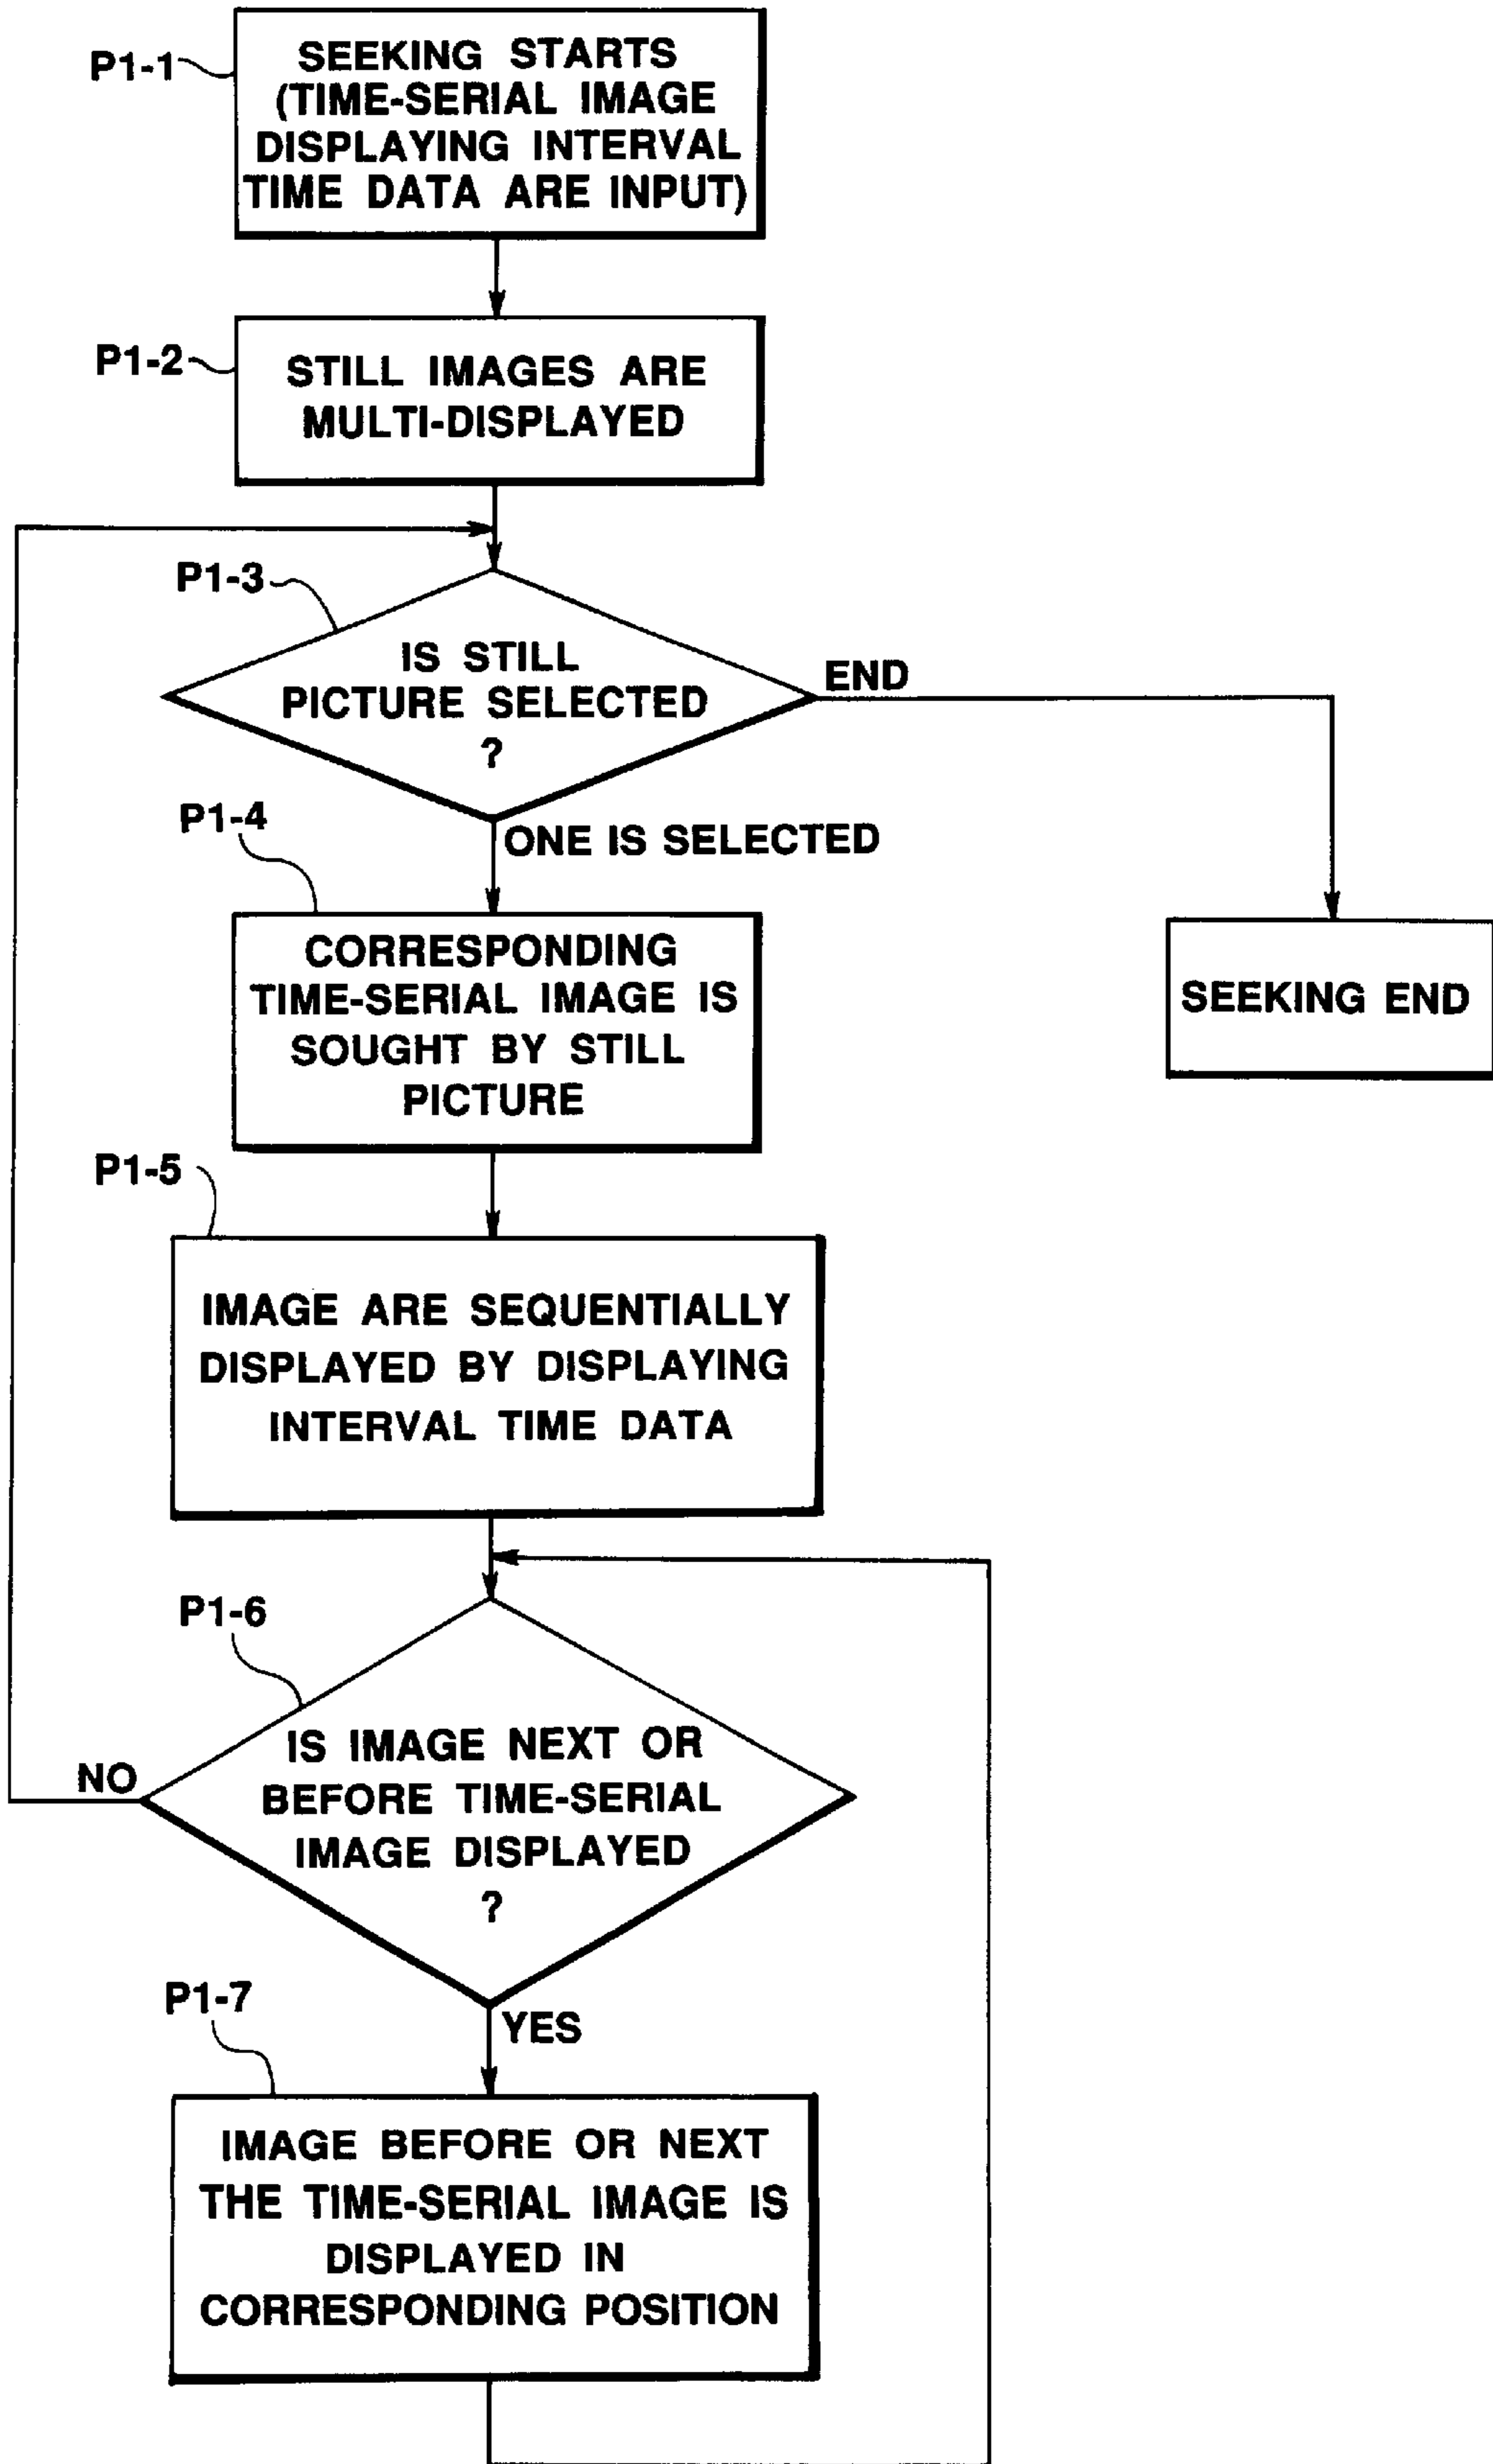 P1-1
SEEKING STARTS
(TIME-SERIAL IMAGE
DISPLAYING INTERVAL
TIME DATA ARE INPUT)
P1-2
STILL IMAGES ARE
MULTI-DISPLAYED
P1-3
IS STILL
PICTURE SELECTED
?
END
P1-4
ONE IS SELECTED
CORRESPONDING
TIME-SERIAL IMAGE IS
SOUGHT BY STILL
PICTURE
SEEKING END
P1-5
IMAGE ARE SEQUENTIALLY
DISPLAYED BY DISPLAYING
INTERVAL TIME DATA
P1-6
IS IMAGE NEXT OR
BEFORE TIME-SERIAL
IMAGE DISPLAYED
?
NO
P1-7
YES
IMAGE BEFORE OR NEXT
THE TIME-SERIAL IMAGE IS
DISPLAYED IN
CORRESPONDING POSITION